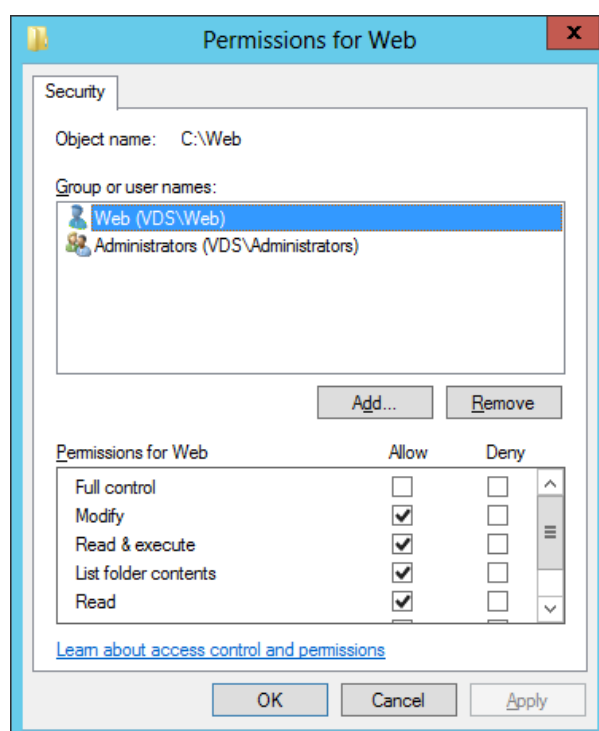 Permissions for Web
x
Security
Object name: C:\Web
Group or user names:
Web (VDS\Web)
Administrators (VDS\Administrators)
Add... Remove
Permissions for Web Allow Deny
Full control
Modify
Read & execute
List folder contents
Read
Learn about access control and permissions
OK Cancel Apply